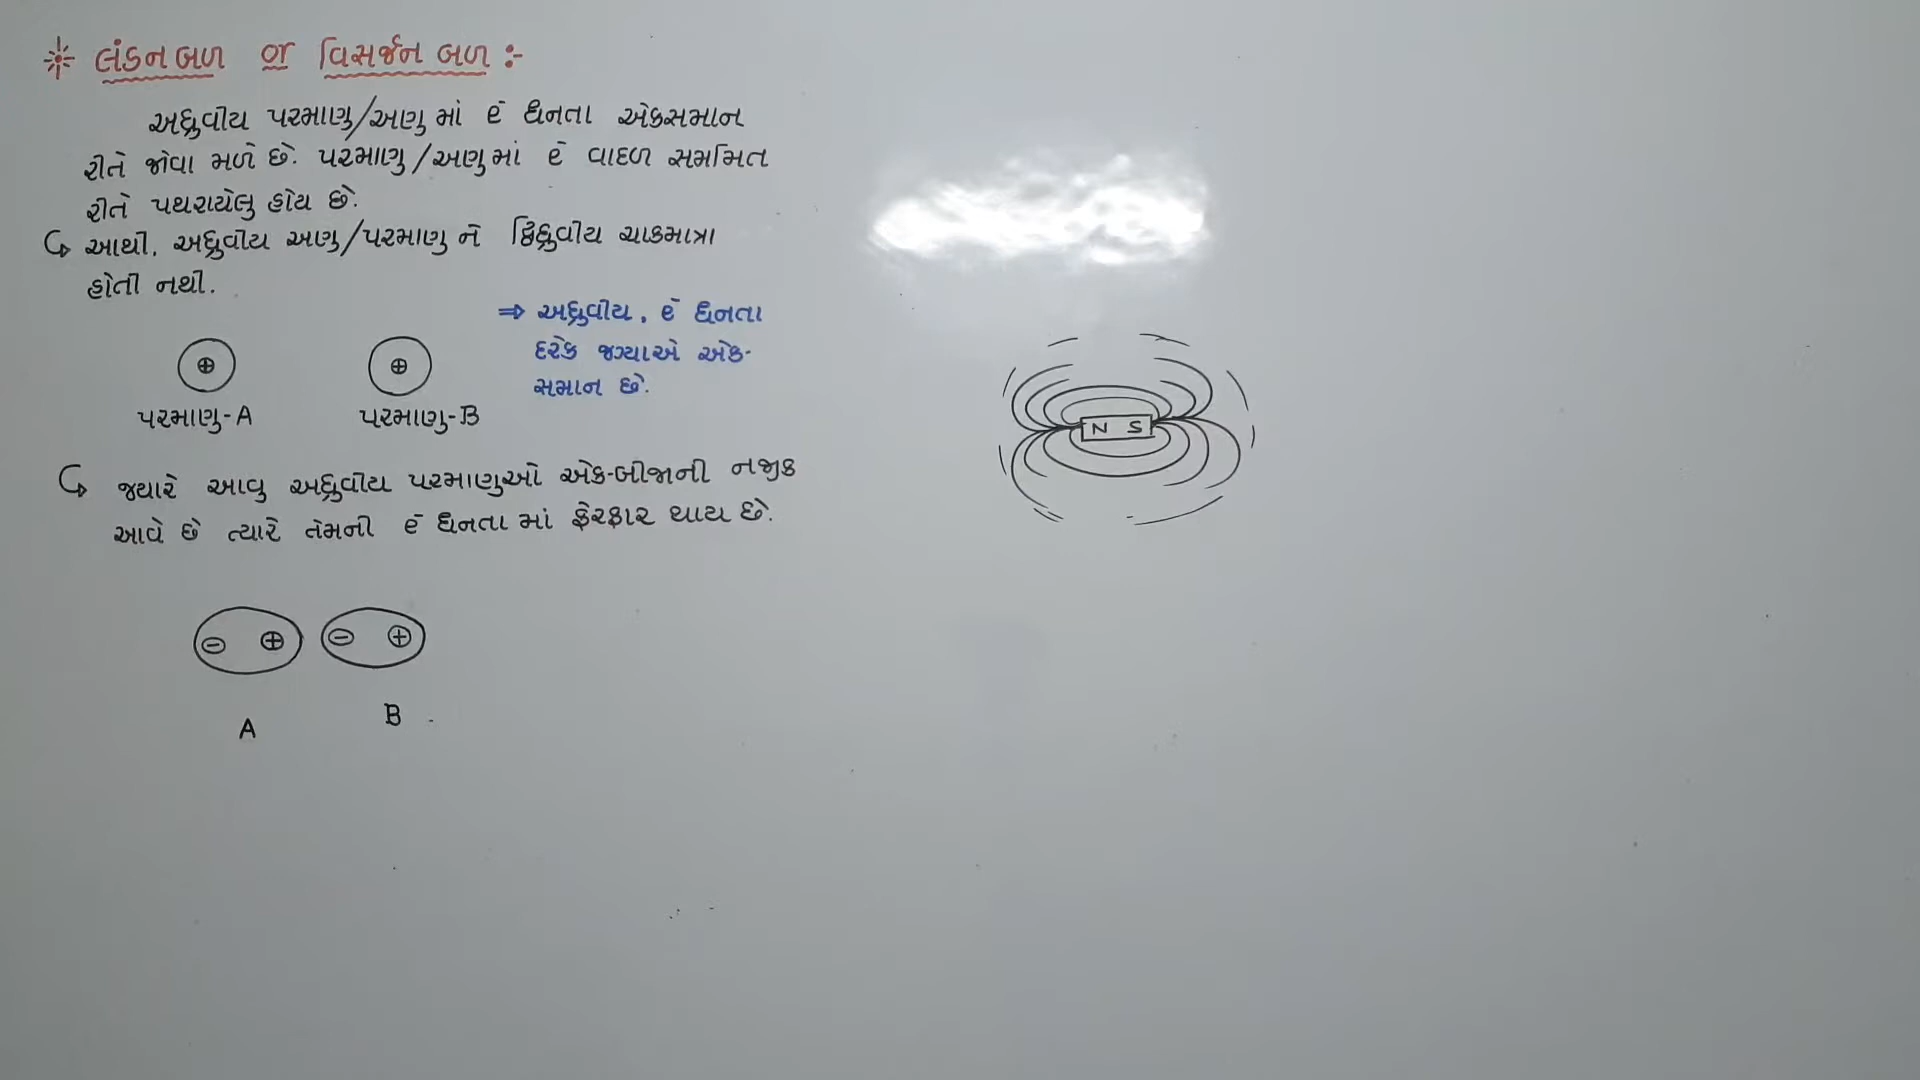 લંડન બળ or વિસર્જન બળ :-
અધ્રુવીય પરમાણુ/અણુ માં e⁻ ઘનતા એકસમાન
રીતે જોવા મળે છે. પરમાણુ/અણુમાં e⁻ વાદળ સમમિત
રીતે પથરાયેલુ હોય છે.
આથી, અધ્રુવીય અણુ/પરમાણુ ને દ્વિધ્રુવીય ચાકમાત્રા
હોતી નથી.
⇒ અધ્રુવીય, e⁻ ઘનતા
દરેક જગ્યાએ એક-
સમાન છે.
⊕ ⊕
પરમાણુ-A પરમાણુ-B
N S
જ્યારે આવુ અધ્રુવીય પરમાણુઓ એક-બીજાની નજીક
આવે છે ત્યારે તેમની e⁻ ઘનતા માં ફેરફાર થાય છે.
⊖ ⊕ ⊖ ⊕
A B